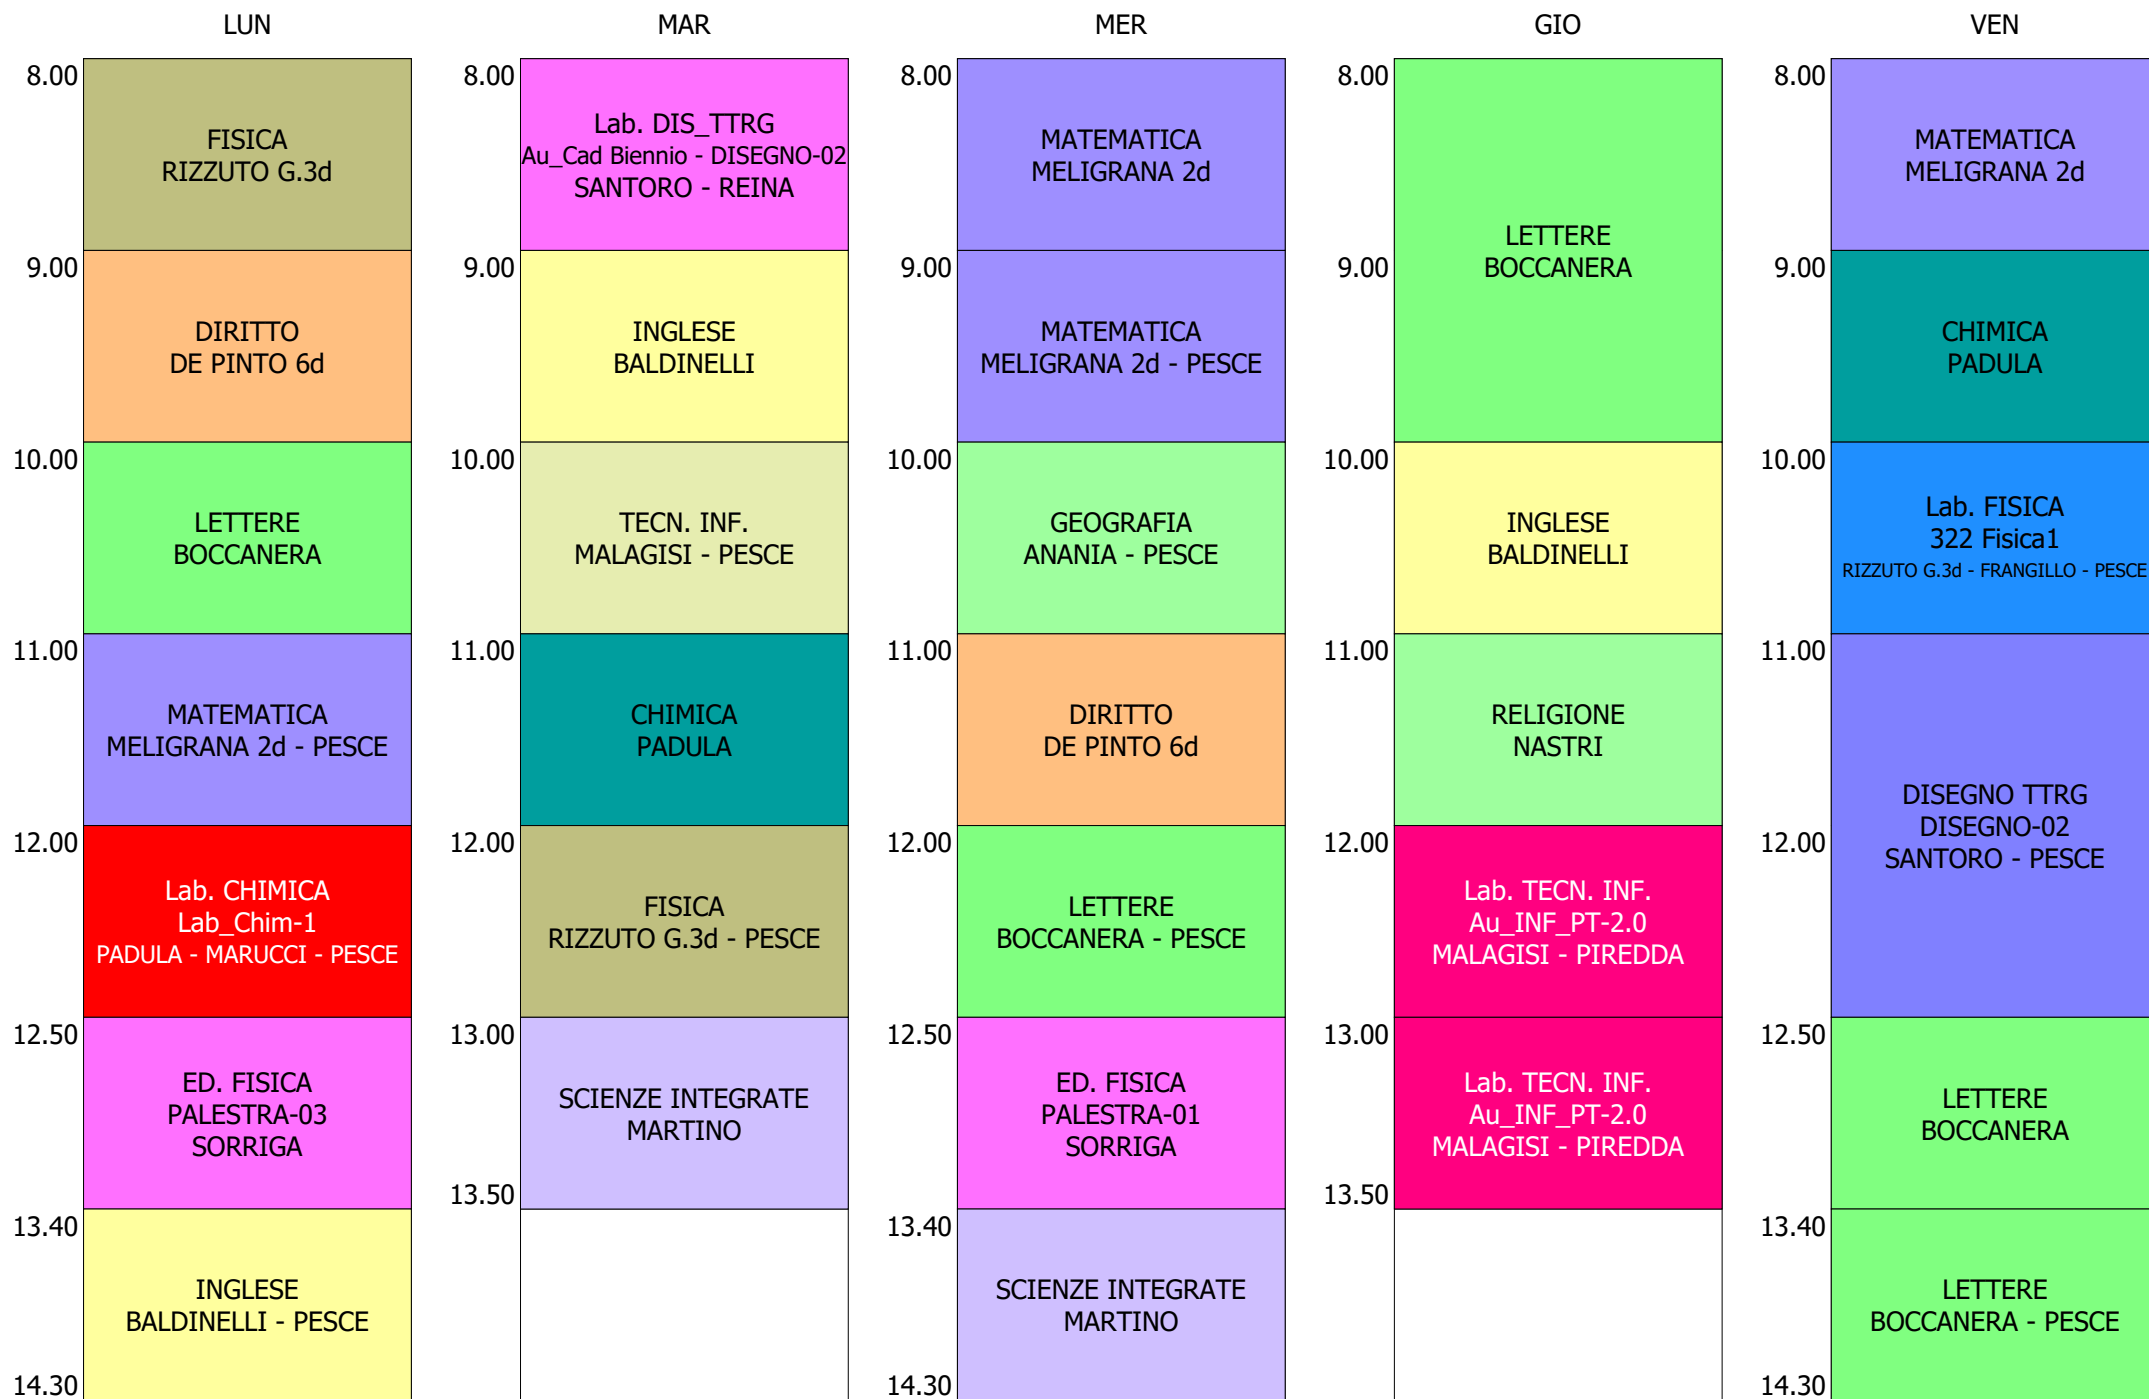 LUN
8.00
FISICA
RIZZUTO G.3d
9.00
DIRITTO
DE PINTO 6d
10.00
LETTERE
BOCCANERA
11.00
MATEMATICA
MELIGRANA 2d - PESCE
12.00
Lab. CHIMICA
Lab_Chim-1
PADULA - MARUCCI - PESCE
12.50
ED. FISICA
PALESTRA-03
SORRIGA
13.40
INGLESE
BALDINELLI - PESCE
14.30
MAR
8.00
Lab. DIS_TTRG
Au_Cad Biennio - DISEGNO-02
SANTORO - REINA
9.00
INGLESE
BALDINELLI
10.00
TECN. INF.
MALAGISI - PESCE
11.00
CHIMICA
PADULA
12.00
FISICA
RIZZUTO G.3d - PESCE
13.00
SCIENZE INTEGRATE
MARTINO
13.50
MER
8.00
MATEMATICA
MELIGRANA 2d
9.00
MATEMATICA
MELIGRANA 2d - PESCE
10.00
GEOGRAFIA
ANANIA - PESCE
11.00
DIRITTO
DE PINTO 6d
12.00
LETTERE
BOCCANERA - PESCE
12.50
ED. FISICA
PALESTRA-01
SORRIGA
13.40
SCIENZE INTEGRATE
MARTINO
14.30
GIO
8.00
LETTERE
BOCCANERA
9.00
10.00
INGLESE
BALDINELLI
11.00
RELIGIONE
NASTRI
12.00
Lab. TECN. INF.
Au_INF_PT-2.0
MALAGISI - PIREDDA
13.00
Lab. TECN. INF.
Au_INF_PT-2.0
MALAGISI - PIREDDA
13.50
VEN
8.00
MATEMATICA
MELIGRANA 2d
9.00
CHIMICA
PADULA
10.00
Lab. FISICA
322 Fisica1
RIZZUTO G.3d - FRANGILLO - PESCE
11.00
DISEGNO TTRG
DISEGNO-02
12.00
SANTORO - PESCE
12.50
LETTERE
BOCCANERA
13.40
LETTERE
BOCCANERA - PESCE
14.30